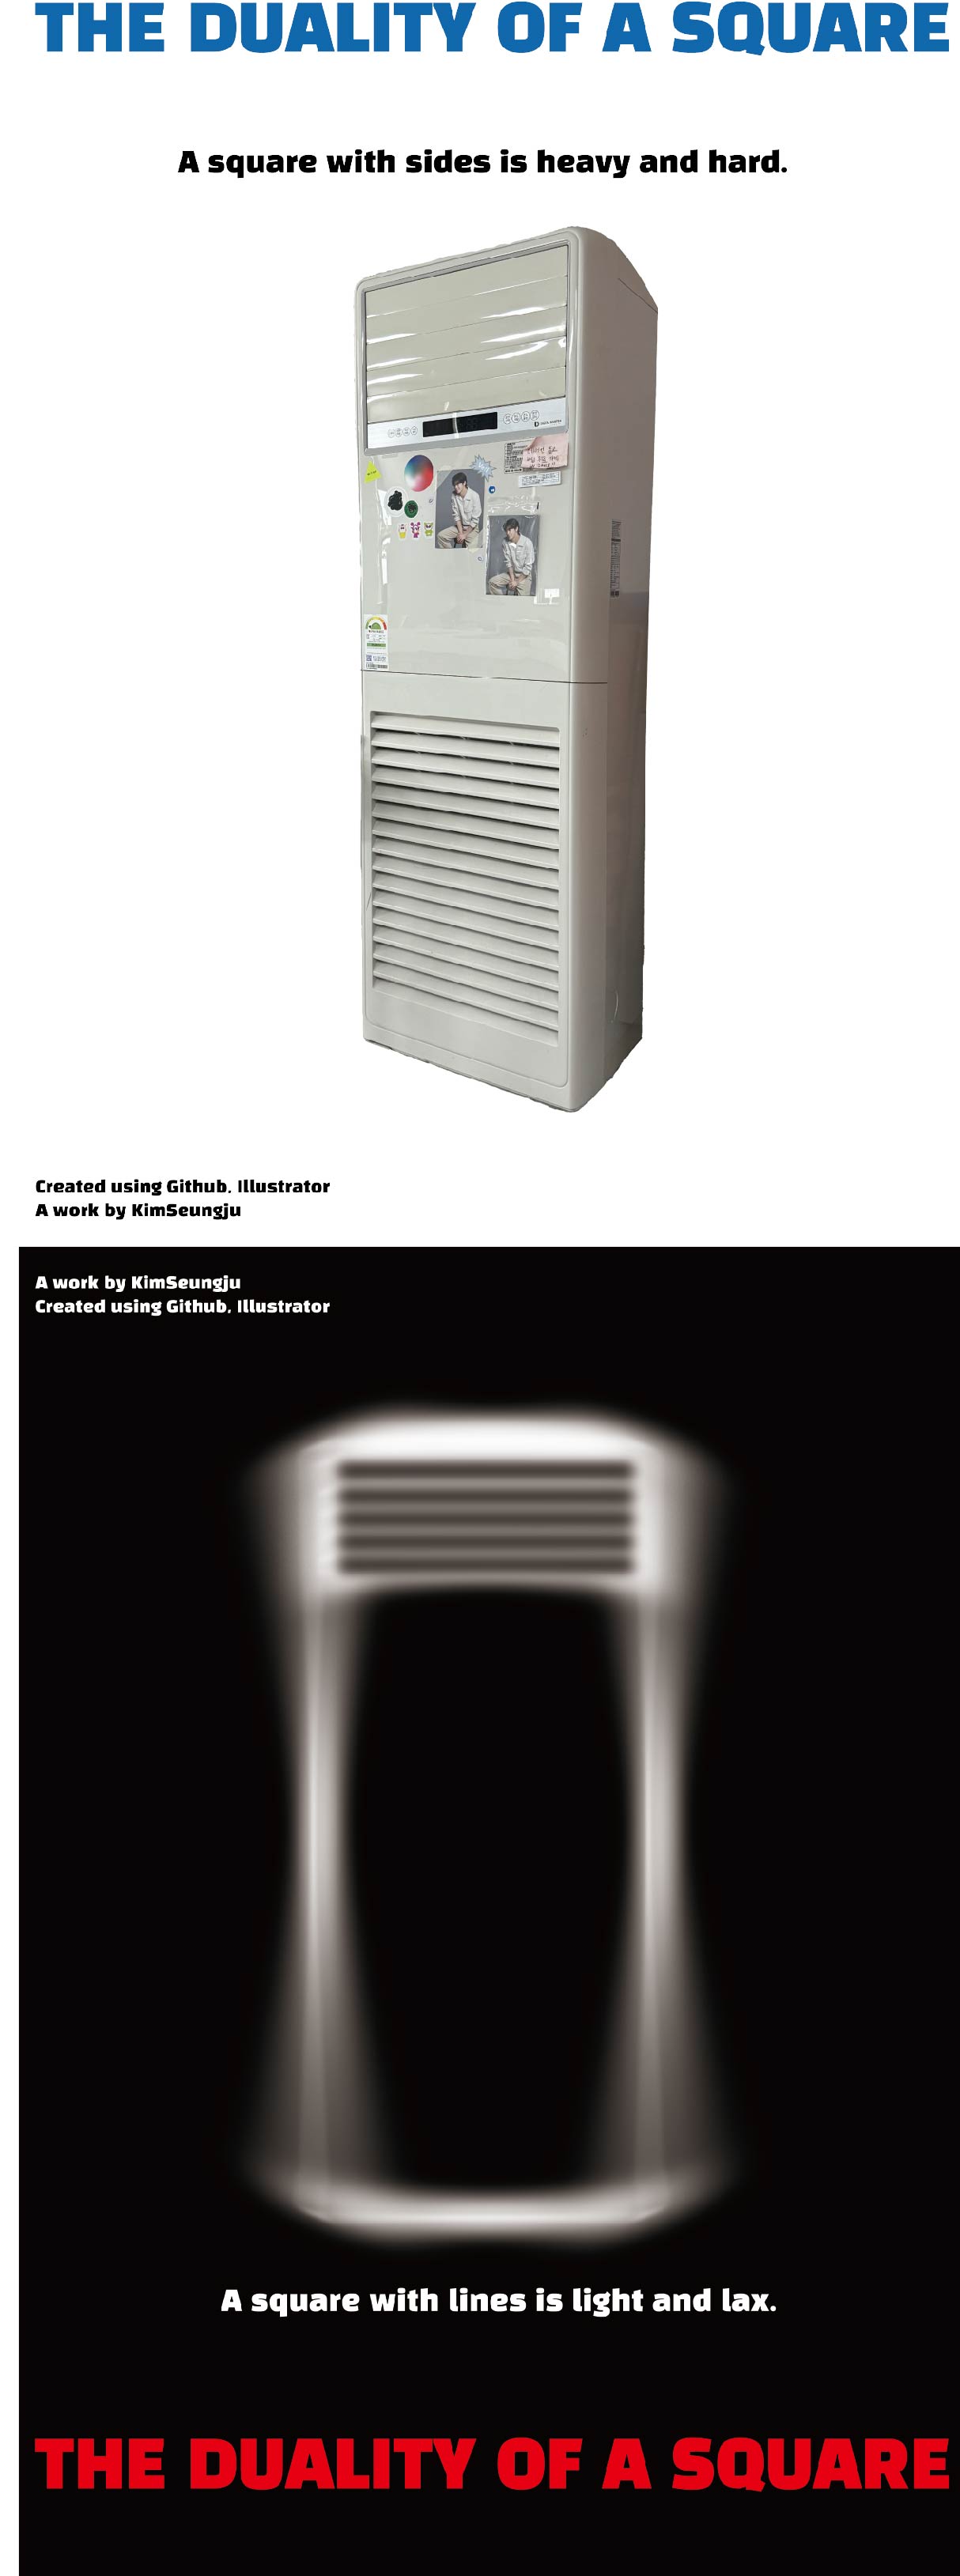 THE DUALITY OF A SQUARE
A square with sides is heavy and hard.
Created using Github. Illustrator
A work by KimSeungju
A work by KimSeungju
Created using Github. Illustrator
A square with lines is light and lax.
THE DUALITY OF A SQUARE